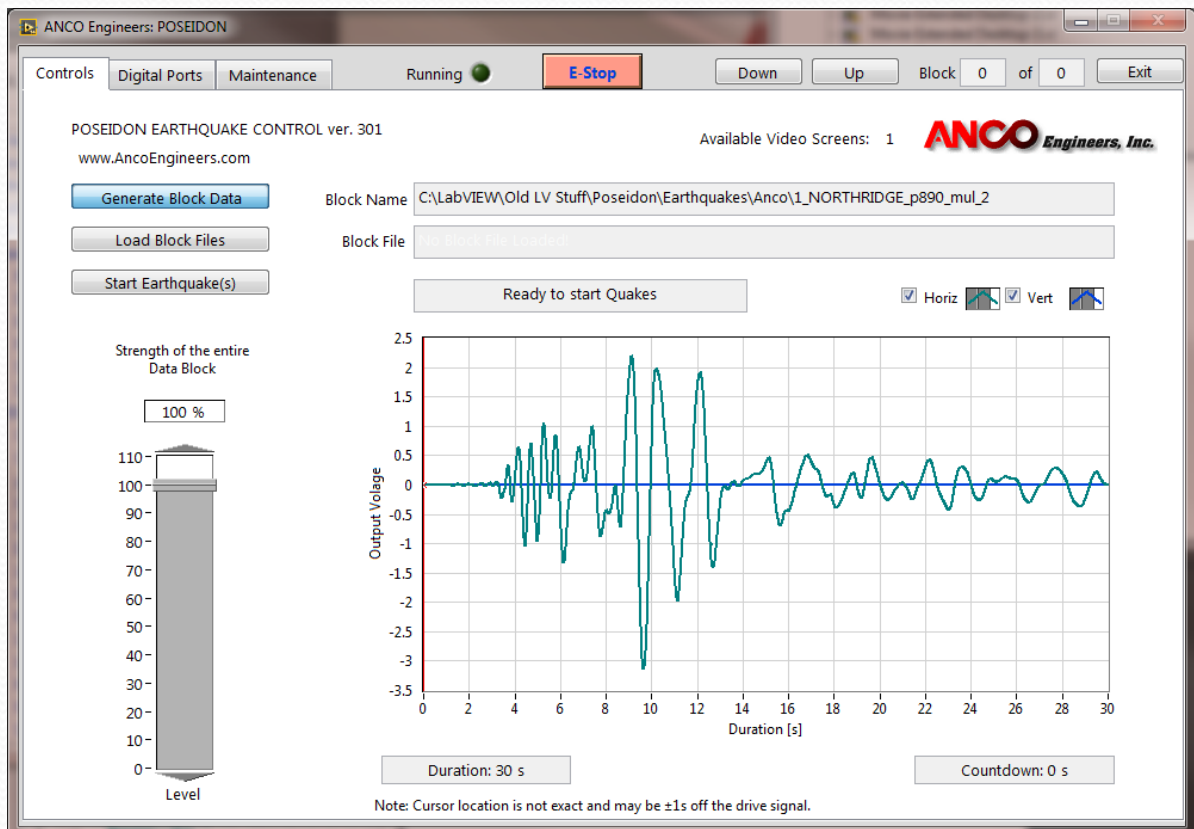 ANCO Engineers: POSEIDON
Controls Digital Ports Maintenance Running E-Stop Down Up Block 0 of 0 Exit
POSEIDON EARTHQUAKE CONTROL ver. 301
www.AncoEngineers.com
Available Video Screens: 1
ANCO Engineers, Inc.
Generate Block Data
Load Block Files
Start Earthquake(s)
Block Name C:\LabVIEW\Old LV Stuff\Poseidon\Earthquakes\Anco\1_NORTHRIDGE_p890_mul_2
Block File No Block File Loaded!
Ready to start Quakes
Horiz Vert
Strength of the entire
Data Block
100 %
110
100
90
80
70
60
50
40
30
20
10
0
Level
Output Volage
2.5
2
1.5
1
0.5
0
-0.5
-1
-1.5
-2
-2.5
-3
-3.5
0 2 4 6 8 10 12 14 16 18 20 22 24 26 28 30
Duration [s]
Duration: 30 s
Countdown: 0 s
Note: Cursor location is not exact and may be ±1s off the drive signal.